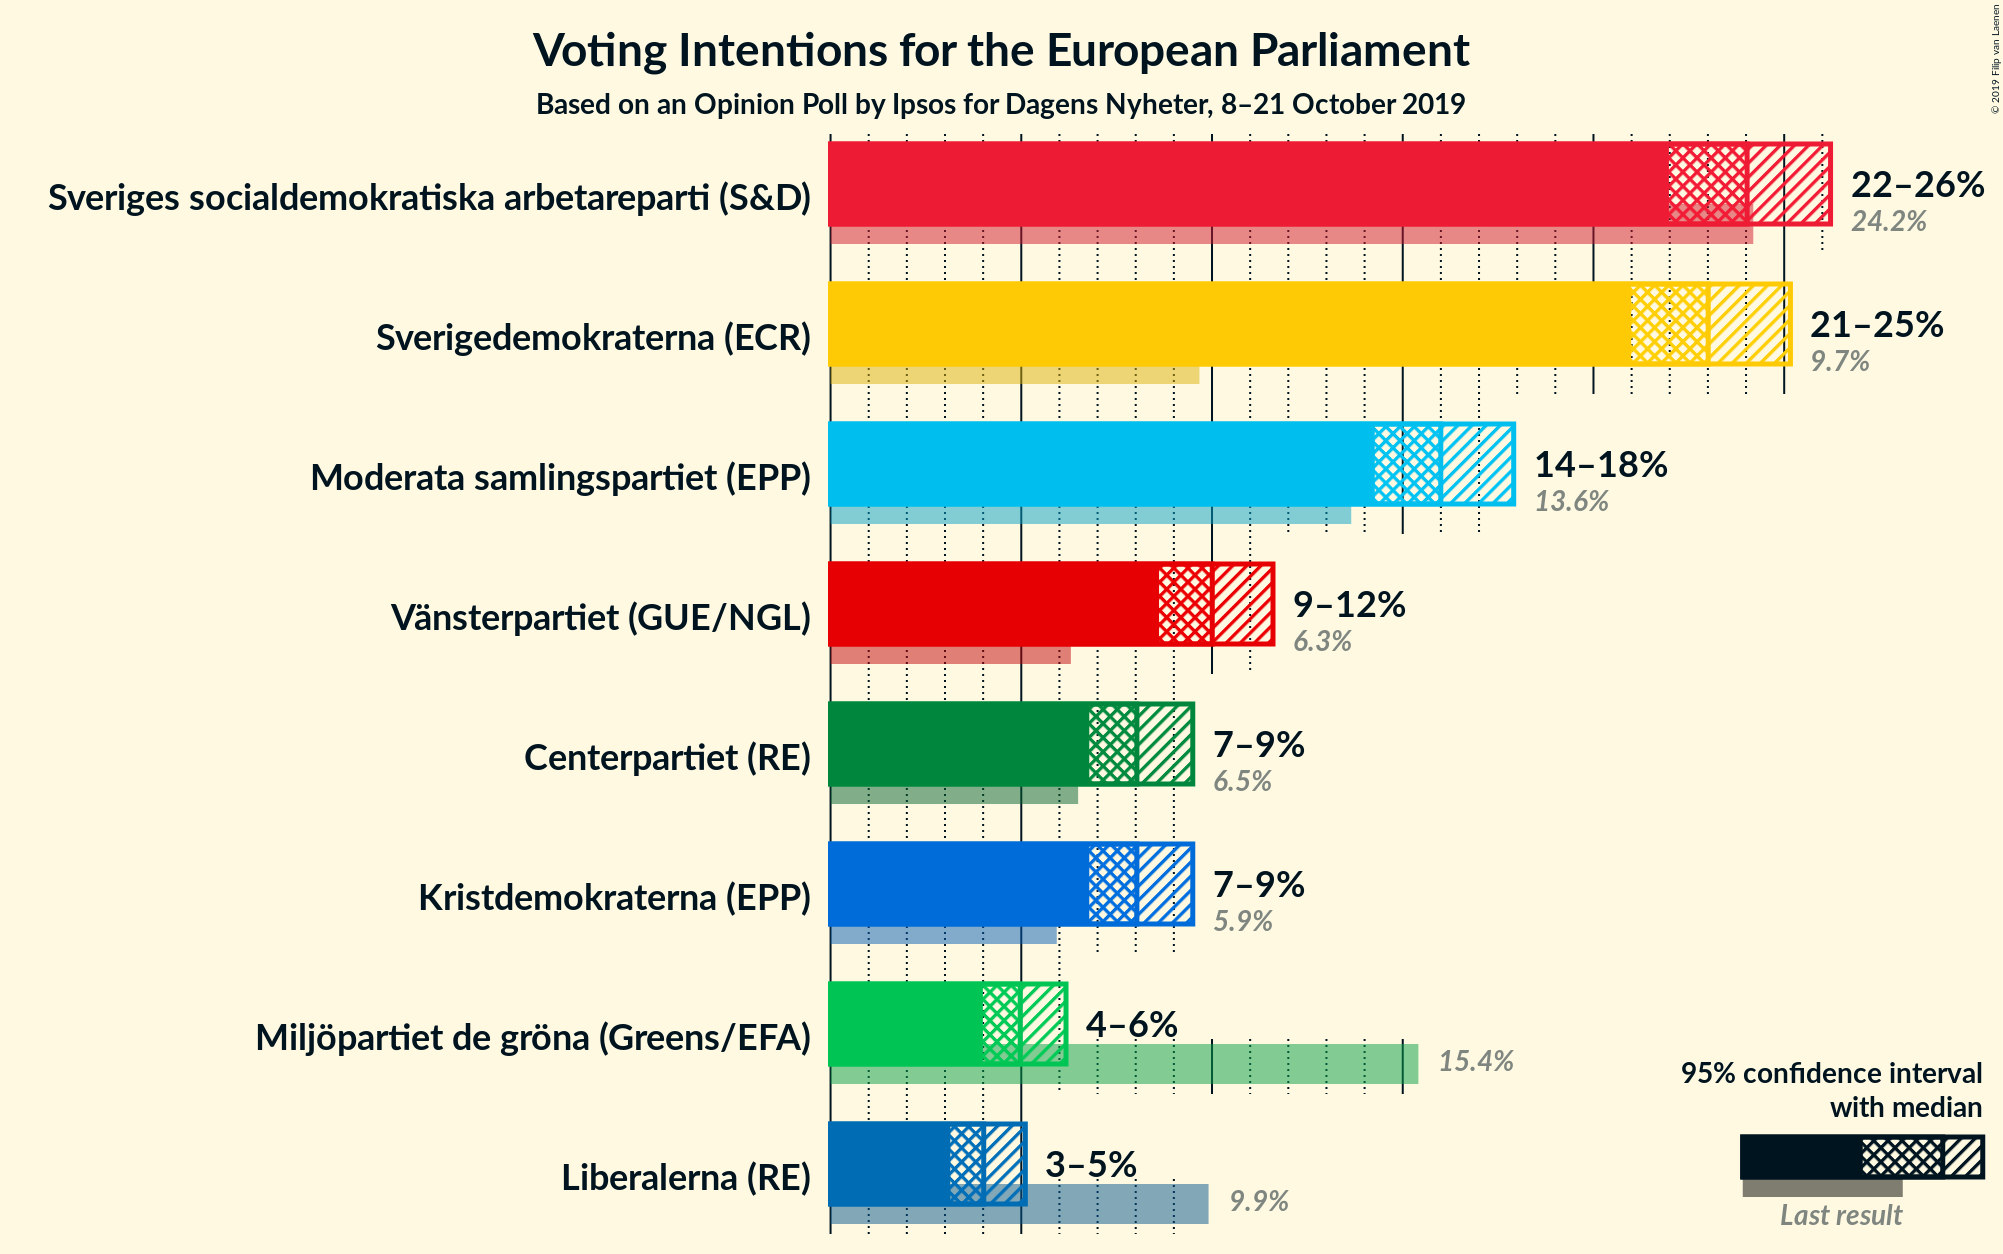 Voting Intentions for the European Parliament
Based on an Opinion Poll by Ipsos for Dagens Nyheter, 8–21 October 2019
© 2019 Filip van Laenen
Sveriges socialdemokratiska arbetareparti (S&D)
22–26%
24.2%
Sverigedemokraterna (ECR)
21–25%
9.7%
Moderata samlingspartiet (EPP)
14–18%
13.6%
Vänsterpartiet (GUE/NGL)
9–12%
6.3%
Centerpartiet (RE)
7–9%
6.5%
Kristdemokraterna (EPP)
7–9%
5.9%
Miljöpartiet de gröna (Greens/EFA)
4–6%
15.4%
Liberalerna (RE)
3–5%
9.9%
95% confidence interval
with median
Last result